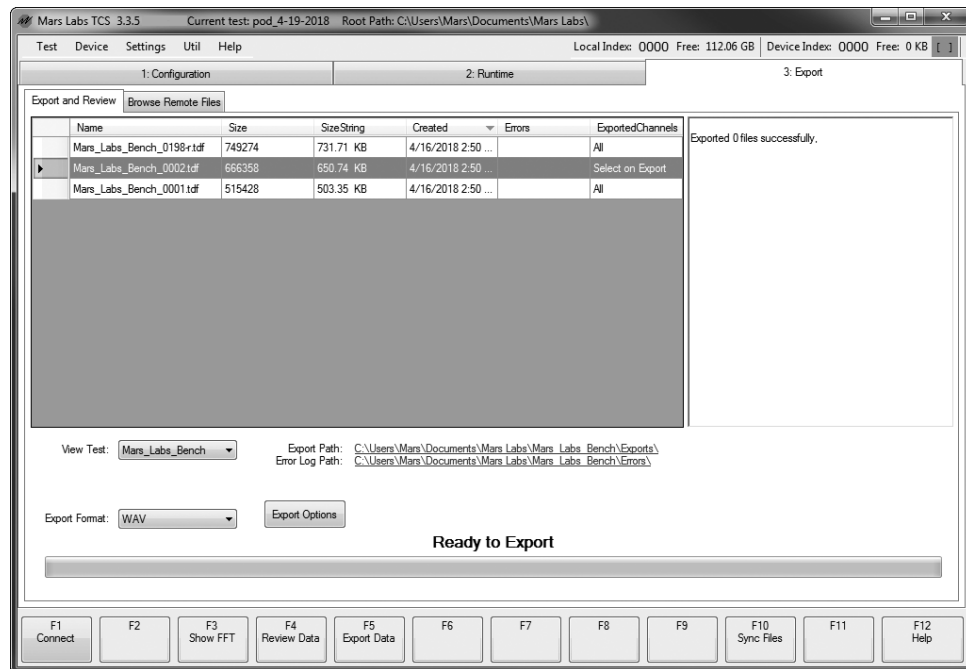 Mars Labs TCS 3.3.5 Current test: pod_4-19-2018 Root Path: C:\Users\Mars\Documents\Mars Labs\
Test Device Settings Util Help Local Index: 0000 Free: 112.06 GB Device Index: 0000 Free: 0 KB [ ]
1: Configuration 2: Runtime 3: Export
Export and Review Browse Remote Files
Name Size SizeString Created Errors ExportedChannels
Mars_Labs_Bench_0198-r.tdf 749274 731.71 KB 4/16/2018 2:50 ... All
Mars_Labs_Bench_0002.tdf 666358 650.74 KB 4/16/2018 2:50 ... Select on Export
Mars_Labs_Bench_0001.tdf 515428 503.35 KB 4/16/2018 2:50 ... All
Exported 0 files successfully.
View Test: Mars_Labs_Bench Export Path: C:\Users\Mars\Documents\Mars Labs\Mars_Labs_Bench\Exports\
Error Log Path: C:\Users\Mars\Documents\Mars Labs\Mars_Labs_Bench\Errors\
Export Format: WAV Export Options
Ready to Export
F1 F2 F3 F4 F5 F6 F7 F8 F9 F10 F11 F12
Connect Show FFT Review Data Export Data Sync Files Help